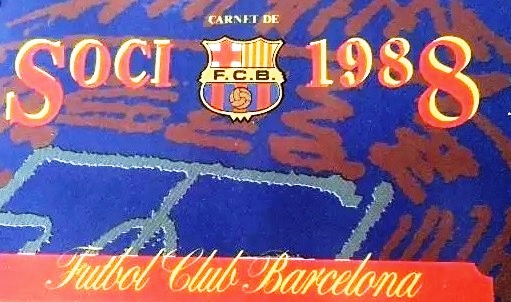 CARNET DE
SOCI F.C.B. 1988
Futbol Club Barcelona